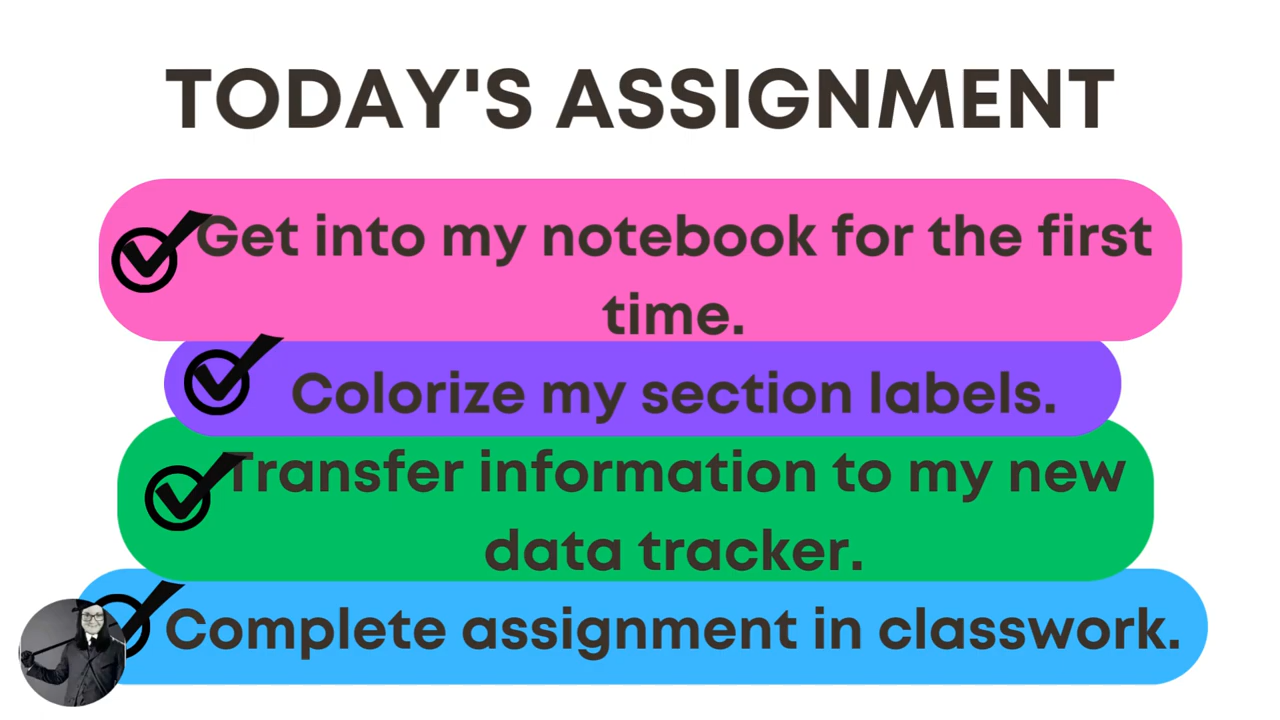 TODAY'S ASSIGNMENT
Get into my notebook for the first
time.
Colorize my section labels.
Transfer information to my new
data tracker.
Complete assignment in classwork.